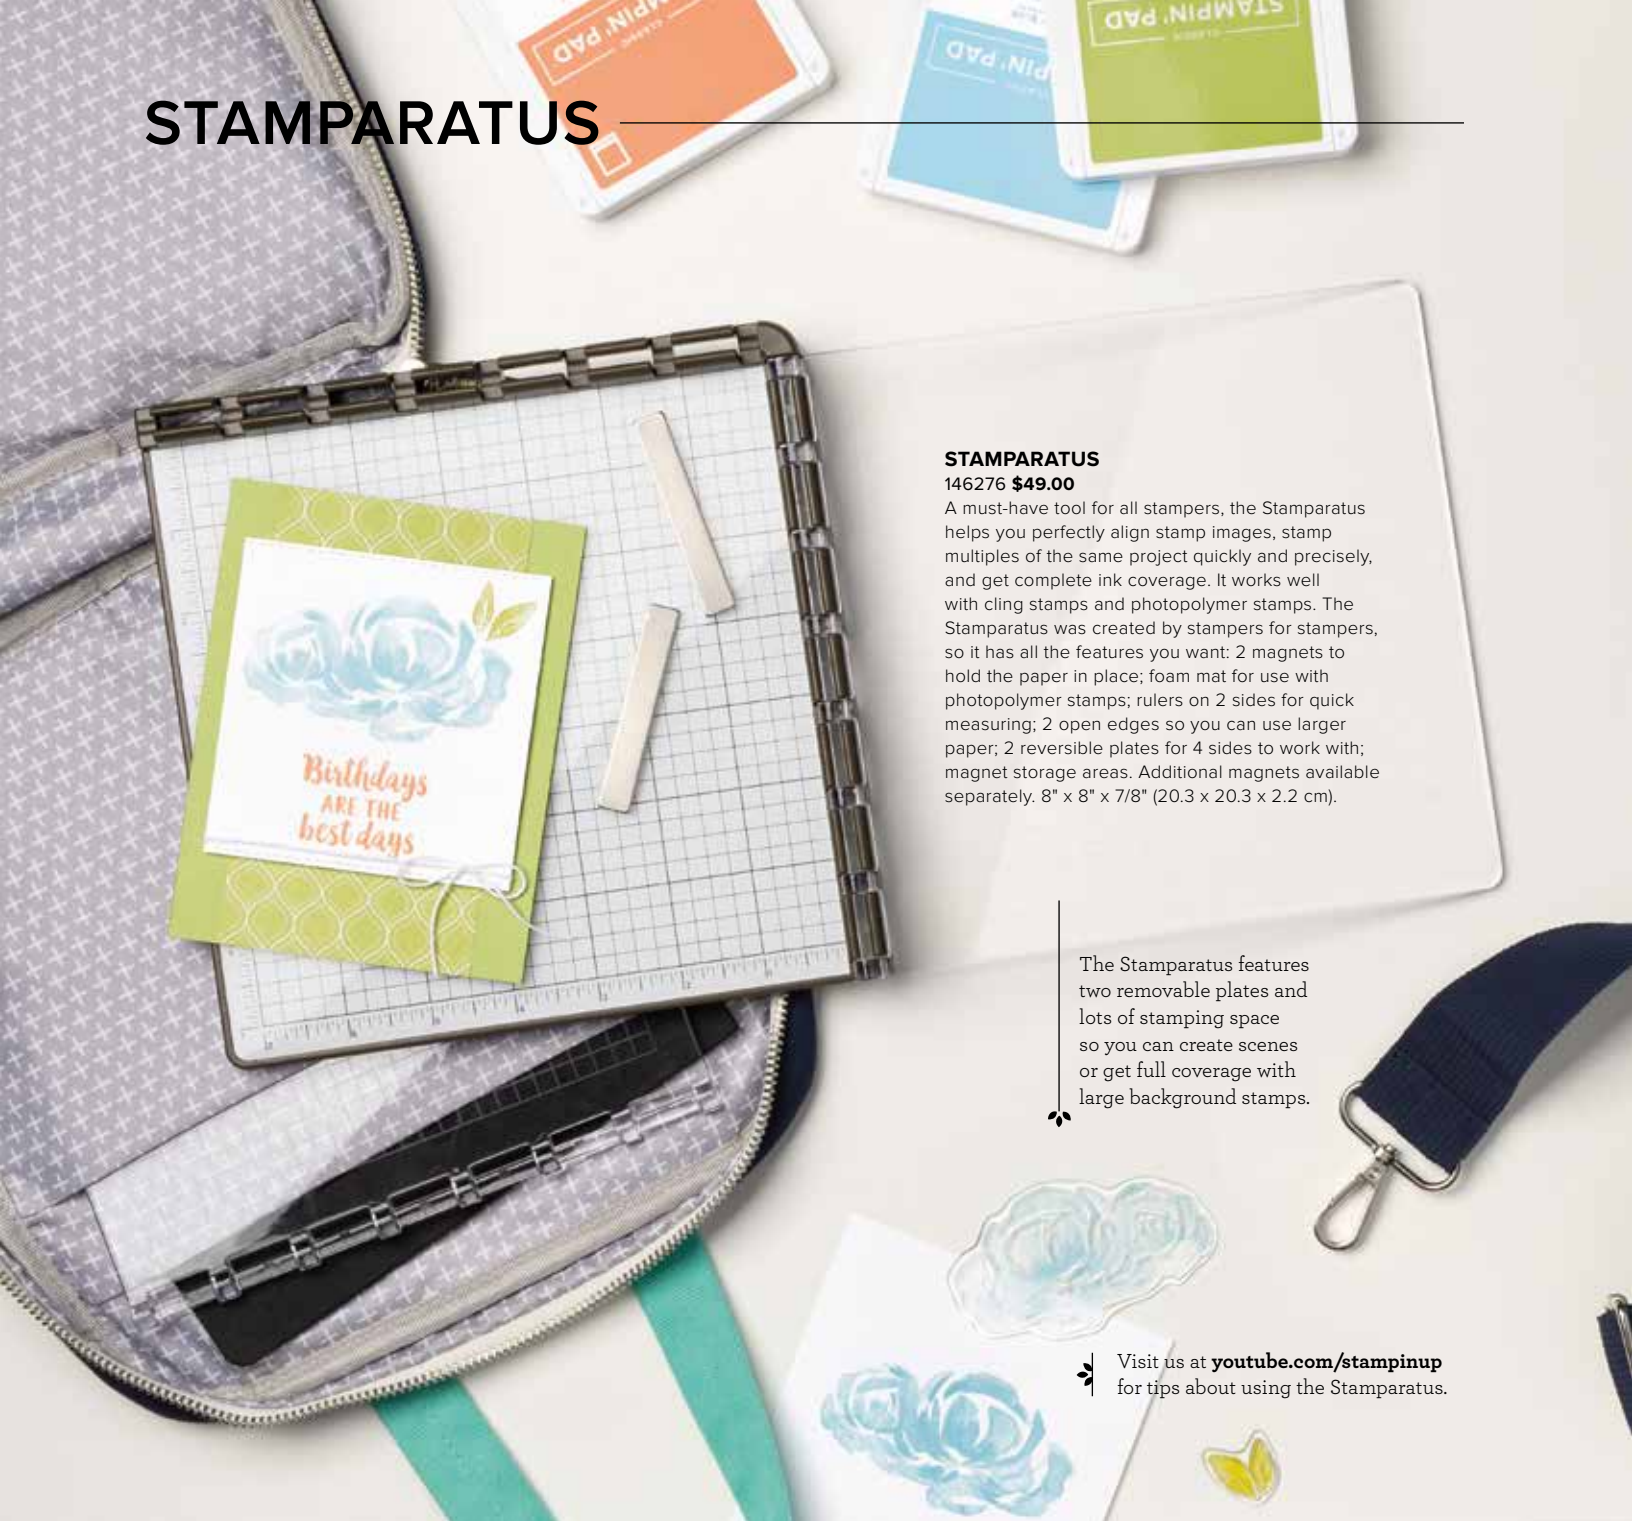 STAMPIN' PAD
CLASSIC
STAMPIN' PAD
CLASSIC
STAMPARATUS
STAMPARATUS
146276 $49.00
A must-have tool for all stampers, the Stamparatus
helps you perfectly align stamp images, stamp
multiples of the same project quickly and precisely,
and get complete ink coverage. It works well
with cling stamps and photopolymer stamps. The
Stamparatus was created by stampers for stampers,
so it has all the features you want: 2 magnets to
hold the paper in place; foam mat for use with
photopolymer stamps; rulers on 2 sides for quick
measuring; 2 open edges so you can use larger
paper; 2 reversible plates for 4 sides to work with;
magnet storage areas. Additional magnets available
separately. 8" x 8" x 7/8" (20.3 x 20.3 x 2.2 cm).
Birthdays
ARE THE
best days
The Stamparatus features
two removable plates and
lots of stamping space
so you can create scenes
or get full coverage with
large background stamps.
Visit us at youtube.com/stampinup
for tips about using the Stamparatus.